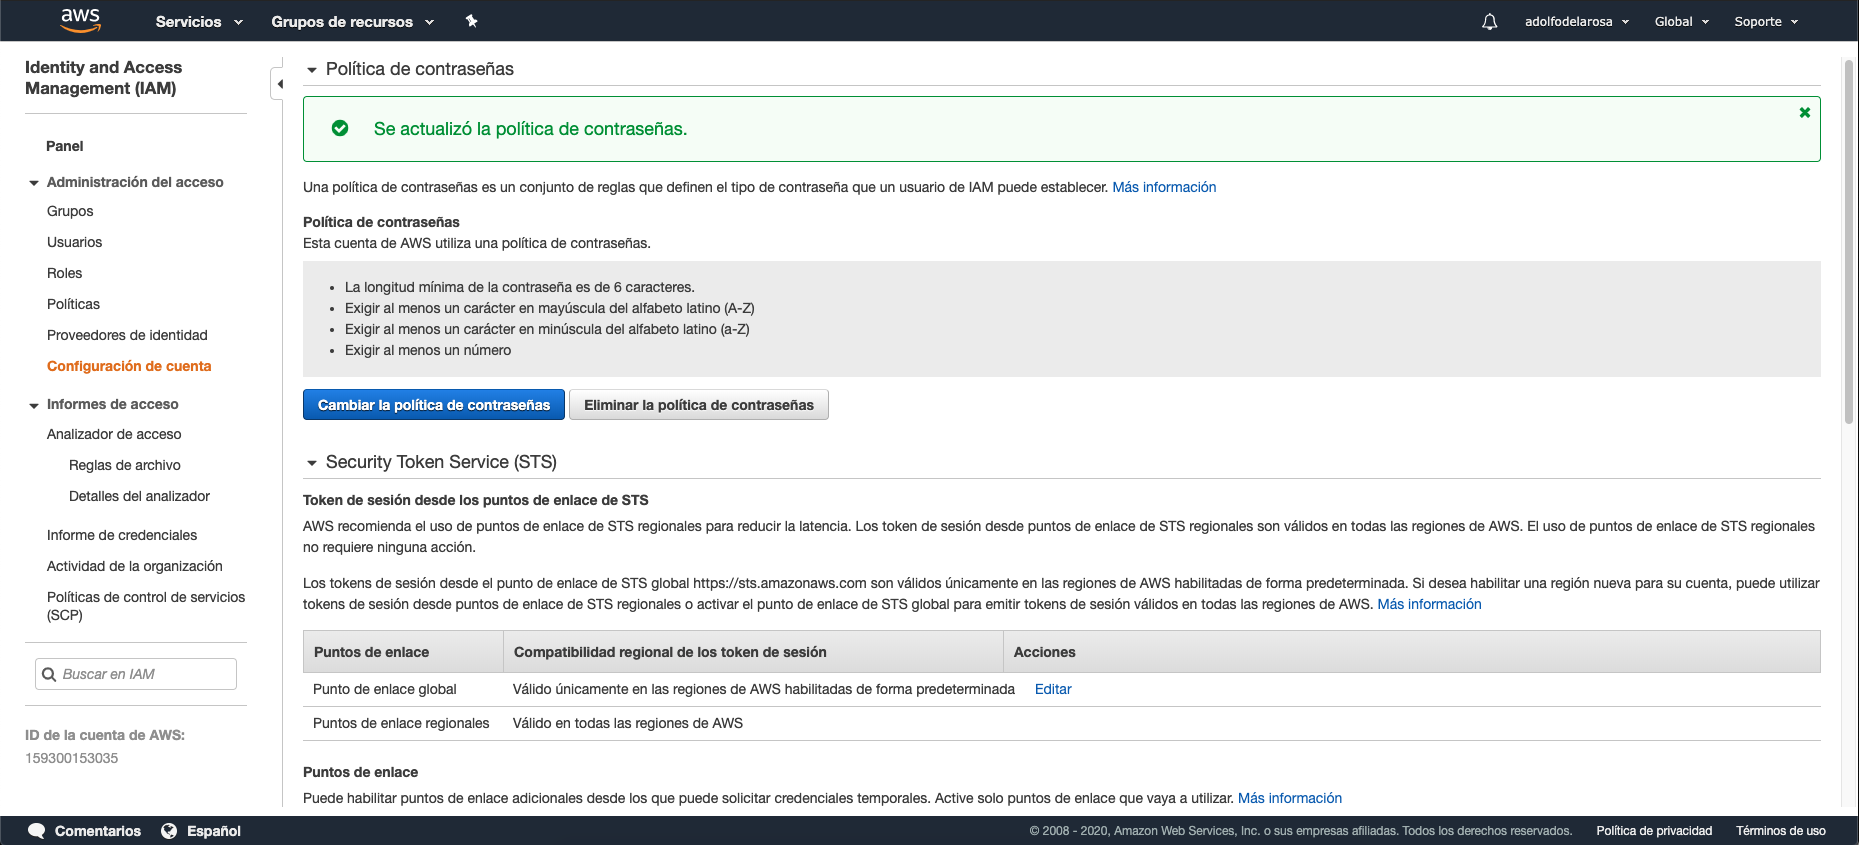 aws
Servicios
Grupos de recursos
adolfodelarosa
Global
Soporte
Identity and Access
Management (IAM)
Panel
Administración del acceso
Grupos
Usuarios
Roles
Políticas
Proveedores de identidad
Configuración de cuenta
Informes de acceso
Analizador de acceso
Reglas de archivo
Detalles del analizador
Informe de credenciales
Actividad de la organización
Políticas de control de servicios
(SCP)
Buscar en IAM
ID de la cuenta de AWS:
159300153035
Política de contraseñas
Se actualizó la política de contraseñas.
Una política de contraseñas es un conjunto de reglas que definen el tipo de contraseña que un usuario de IAM puede establecer. Más información
Política de contraseñas
Esta cuenta de AWS utiliza una política de contraseñas.
• La longitud mínima de la contraseña es de 6 caracteres.
• Exigir al menos un carácter en mayúscula del alfabeto latino (A-Z)
• Exigir al menos un carácter en minúscula del alfabeto latino (a-Z)
• Exigir al menos un número
Cambiar la política de contraseñas
Eliminar la política de contraseñas
Security Token Service (STS)
Token de sesión desde los puntos de enlace de STS
AWS recomienda el uso de puntos de enlace de STS regionales para reducir la latencia. Los token de sesión desde puntos de enlace de STS regionales son válidos en todas las regiones de AWS. El uso de puntos de enlace de STS regionales
no requiere ninguna acción.
Los tokens de sesión desde el punto de enlace de STS global https://sts.amazonaws.com son válidos únicamente en las regiones de AWS habilitadas de forma predeterminada. Si desea habilitar una región nueva para su cuenta, puede utilizar
tokens de sesión desde puntos de enlace de STS regionales o activar el punto de enlace de STS global para emitir tokens de sesión válidos en todas las regiones de AWS. Más información
Puntos de enlace
Compatibilidad regional de los token de sesión
Acciones
Punto de enlace global
Válido únicamente en las regiones de AWS habilitadas de forma predeterminada
Editar
Puntos de enlace regionales
Válido en todas las regiones de AWS
Puntos de enlace
Puede habilitar puntos de enlace adicionales desde los que puede solicitar credenciales temporales. Active solo puntos de enlace que vaya a utilizar. Más información
Comentarios
Español
© 2008 - 2020, Amazon Web Services, Inc. o sus empresas afiliadas. Todos los derechos reservados.
Política de privacidad
Términos de uso